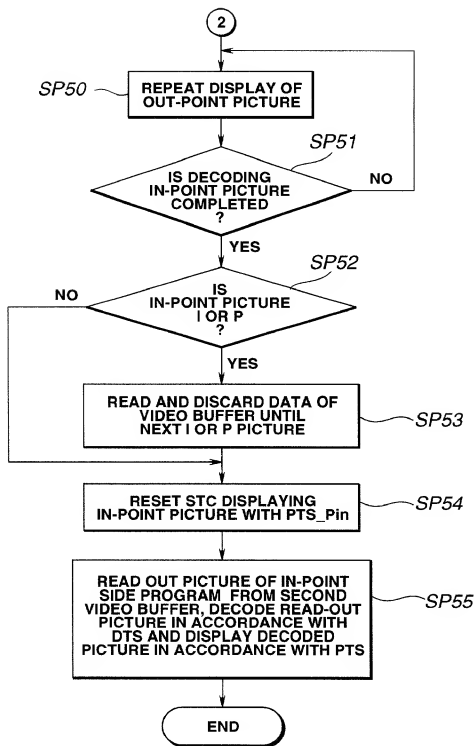 2
SP50
REPEAT DISPLAY OF
OUT-POINT PICTURE
SP51
IS DECODING
IN-POINT PICTURE
COMPLETED
?
NO
YES
SP52
NO
IS
IN-POINT PICTURE
I OR P
?
YES
READ AND DISCARD DATA OF
VIDEO BUFFER UNTIL
NEXT I OR P PICTURE
SP53
RESET STC DISPLAYING
IN-POINT PICTURE WITH PTS_Pin
SP54
READ OUT PICTURE OF IN-POINT
SIDE PROGRAM FROM SECOND
VIDEO BUFFER, DECODE READ-OUT
PICTURE IN ACCORDANCE WITH
DTS AND DISPLAY DECODED
PICTURE IN ACCORDANCE WITH PTS
SP55
END